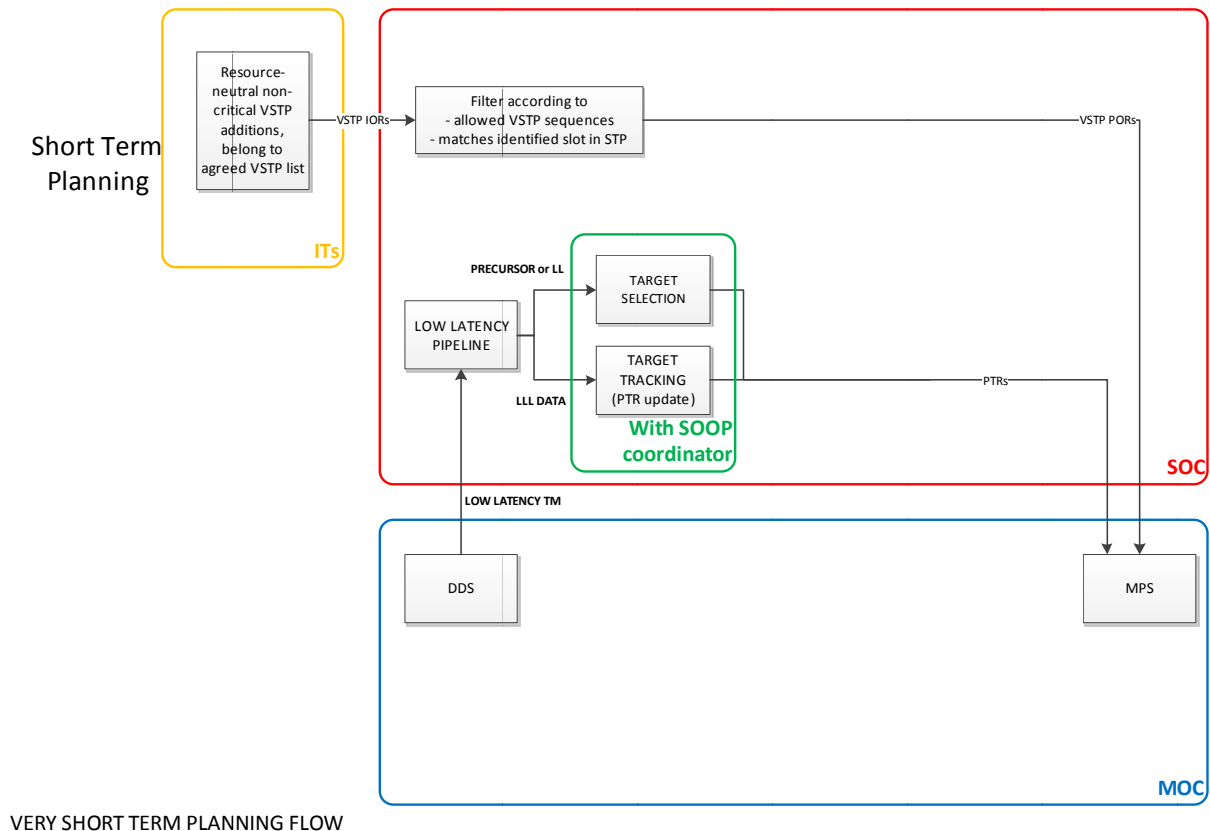 Short Term
Planning
Resource-
neutral non-
critical VSTP
additions,
belong to
agreed VSTP list
ITs
VSTP IORs
Filter according to
- allowed VSTP sequences
- matches identified slot in STP
VSTP PORs
PRECURSOR or LL
TARGET
SELECTION
LOW LATENCY
PIPELINE
TARGET
TRACKING
(PTR update)
LLL DATA
PTRs
With SOOP
coordinator
SOC
LOW LATENCY TM
DDS
MPS
MOC
VERY SHORT TERM PLANNING FLOW